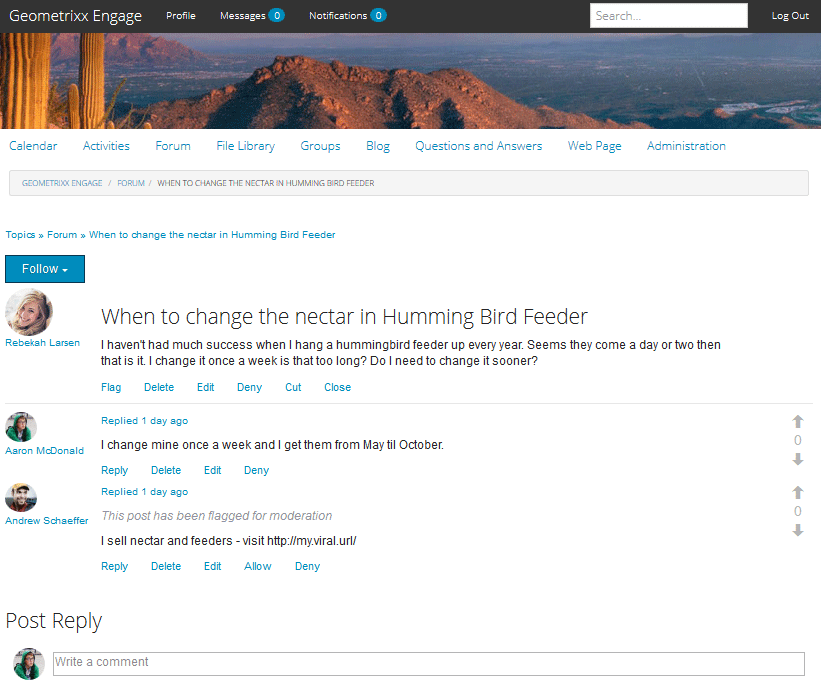 Geometrixx Engage Profile Messages 0 Notifications 0 Search... Log Out
Calendar Activities Forum File Library Groups Blog Questions and Answers Web Page Administration
GEOMETRIXX ENGAGE / FORUM / WHEN TO CHANGE THE NECTAR IN HUMMING BIRD FEEDER
Topics » Forum » When to change the nectar in Humming Bird Feeder
Follow
Rebekah Larsen
When to change the nectar in Humming Bird Feeder
I haven't had much success when I hang a hummingbird feeder up every year. Seems they come a day or two then
that is it. I change it once a week is that too long? Do I need to change it sooner?
Flag Delete Edit Deny Cut Close
Aaron McDonald
Replied 1 day ago
I change mine once a week and I get them from May til October.
0
Reply Delete Edit Deny
Andrew Schaeffer
Replied 1 day ago
This post has been flagged for moderation
0
I sell nectar and feeders - visit http://my.viral.url/
Reply Delete Edit Allow Deny
Post Reply
Write a comment